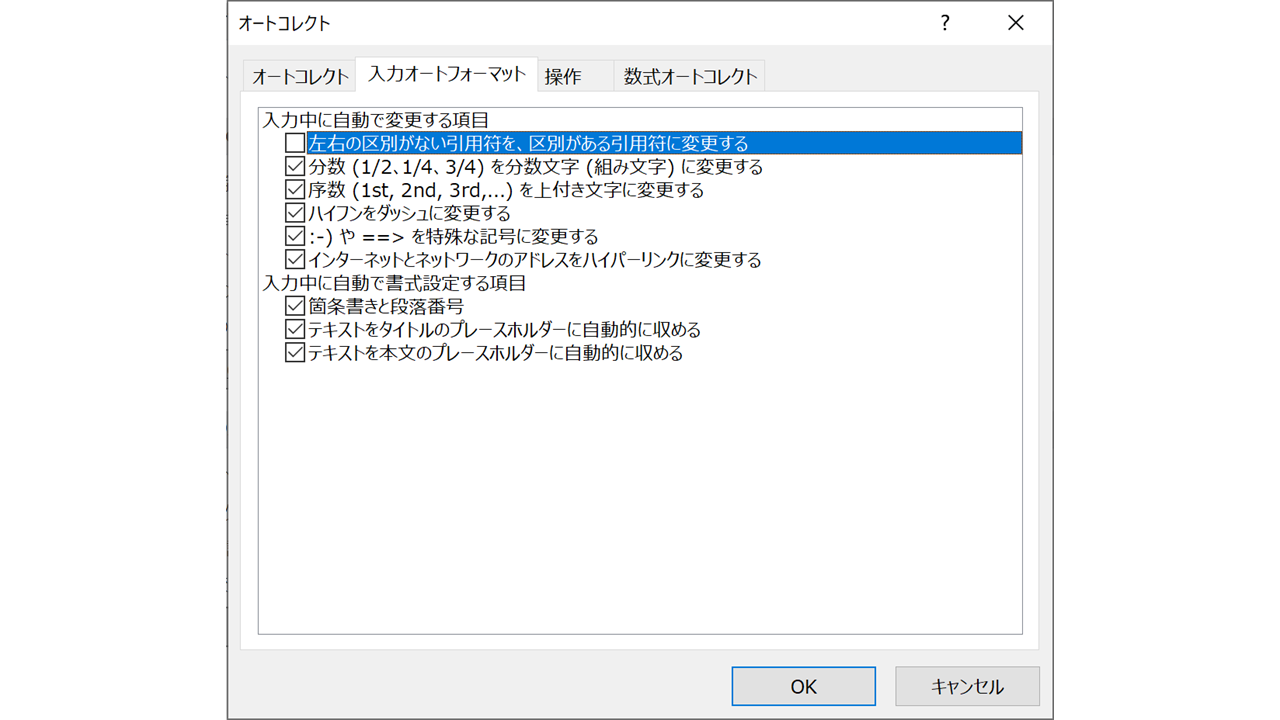 オートコレクト ?
オートコレクト 入力オートフォーマット 操作 数式オートコレクト
入力中に自動で変更する項目
左右の区別がない引用符を、区別がある引用符に変更する
分数 (1/2、1/4、3/4) を分数文字 (組み文字) に変更する
序数 (1st, 2nd, 3rd,...) を上付き文字に変更する
ハイフンをダッシュに変更する
:-) や ==> を特殊な記号に変更する
インターネットとネットワークのアドレスをハイパーリンクに変更する
入力中に自動で書式設定する項目
箇条書きと段落番号
テキストをタイトルのプレースホルダーに自動的に収める
テキストを本文のプレースホルダーに自動的に収める
OK キャンセル